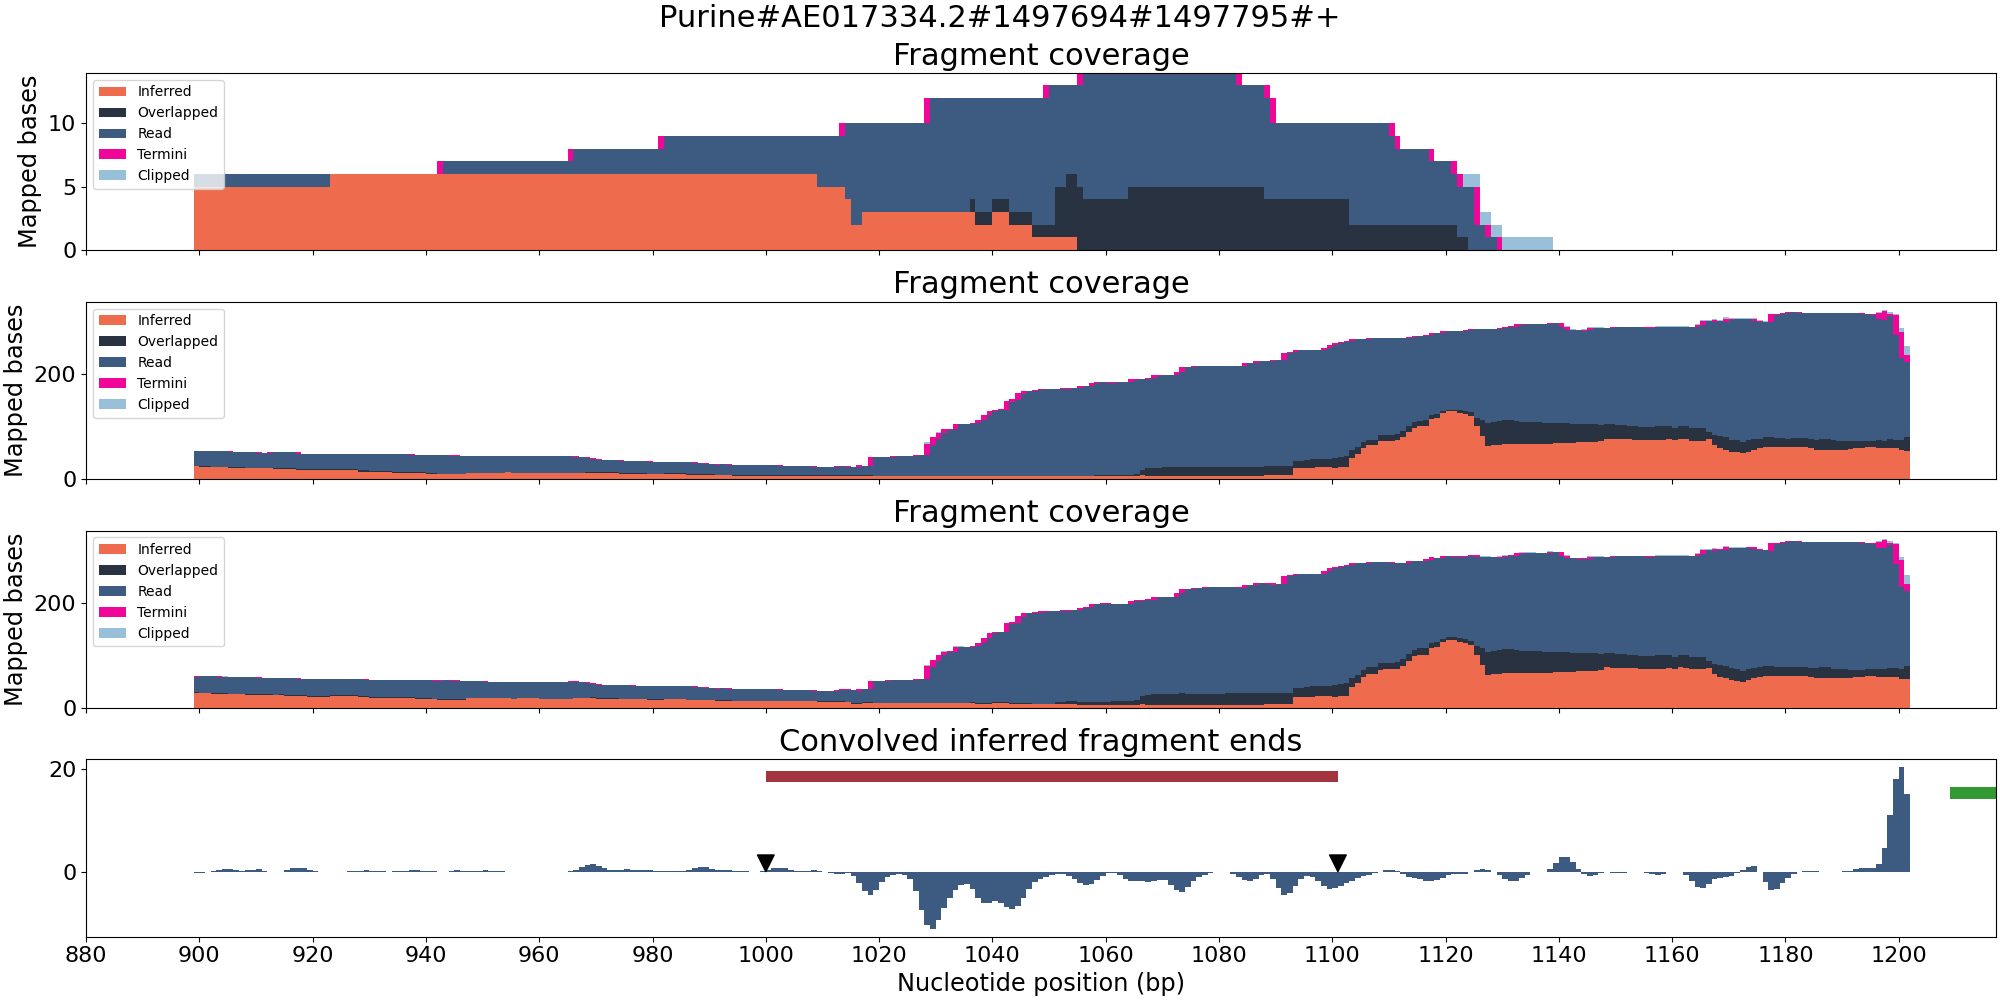 Purine#AE017334.2#1497694#1497795#+
Fragment coverage
Mapped bases
10
5
0
Inferred
Overlapped
Read
Termini
Clipped
Fragment coverage
Mapped bases
200
0
Inferred
Overlapped
Read
Termini
Clipped
Fragment coverage
Mapped bases
200
0
Inferred
Overlapped
Read
Termini
Clipped
Convolved inferred fragment ends
20
0
880 900 920 940 960 980 1000 1020 1040 1060 1080 1100 1120 1140 1160 1180 1200
Nucleotide position (bp)